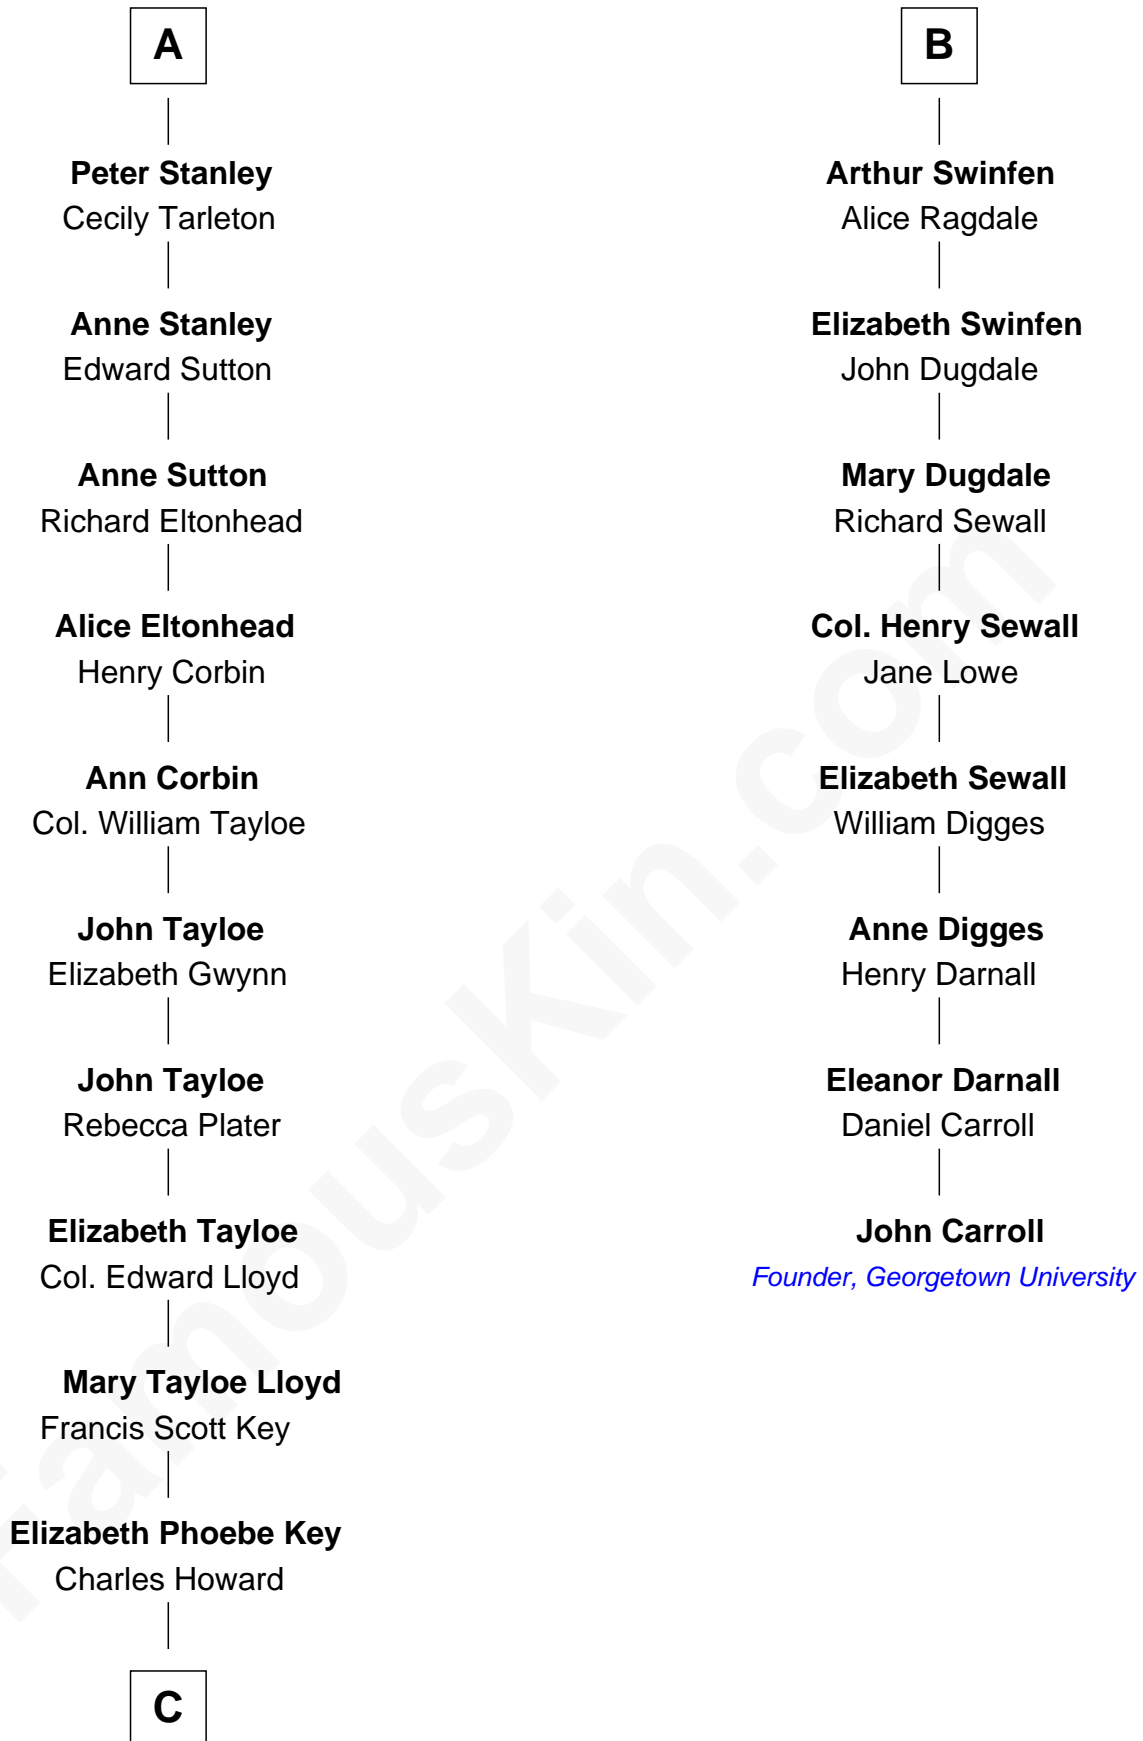 A
Peter Stanley
Cecily Tarleton
Anne Stanley
Edward Sutton
Anne Sutton
Richard Eltonhead
Alice Eltonhead
Henry Corbin
Ann Corbin
Col. William Tayloe
John Tayloe
Elizabeth Gwynn
John Tayloe
Rebecca Plater
Elizabeth Tayloe
Col. Edward Lloyd
Mary Tayloe Lloyd
Francis Scott Key
Elizabeth Phoebe Key
Charles Howard
C
B
Arthur Swinfen
Alice Ragdale
Elizabeth Swinfen
John Dugdale
Mary Dugdale
Richard Sewall
Col. Henry Sewall
Jane Lowe
Elizabeth Sewall
William Digges
Anne Digges
Henry Darnall
Eleanor Darnall
Daniel Carroll
John Carroll
Founder, Georgetown University
FamousKin.com